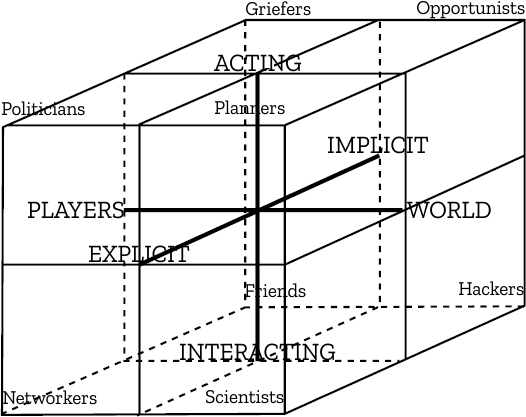 Griefers
Opportunists
ACTING
Politicians
Planners
IMPLICIT
PLAYERS
WORLD
EXPLICIT
Friends
Hackers
INTERACTING
Networkers
Scientists